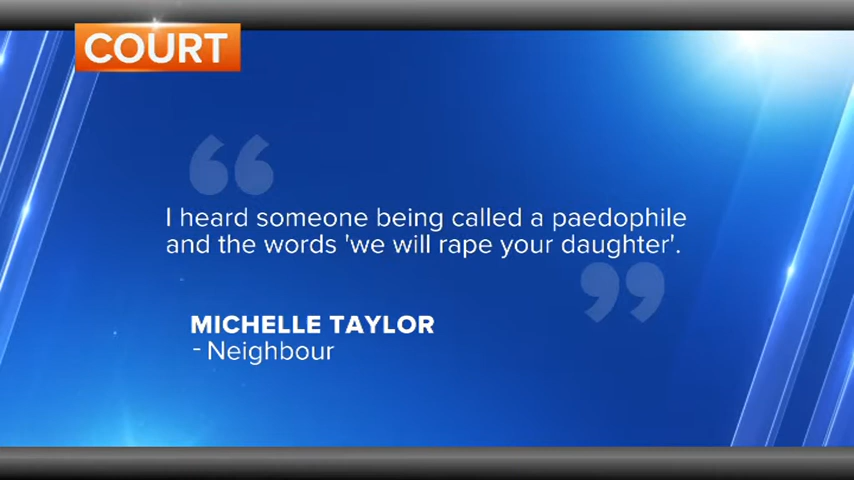 COURT
“
I heard someone being called a paedophile
and the words 'we will rape your daughter'.
”
MICHELLE TAYLOR
- Neighbour